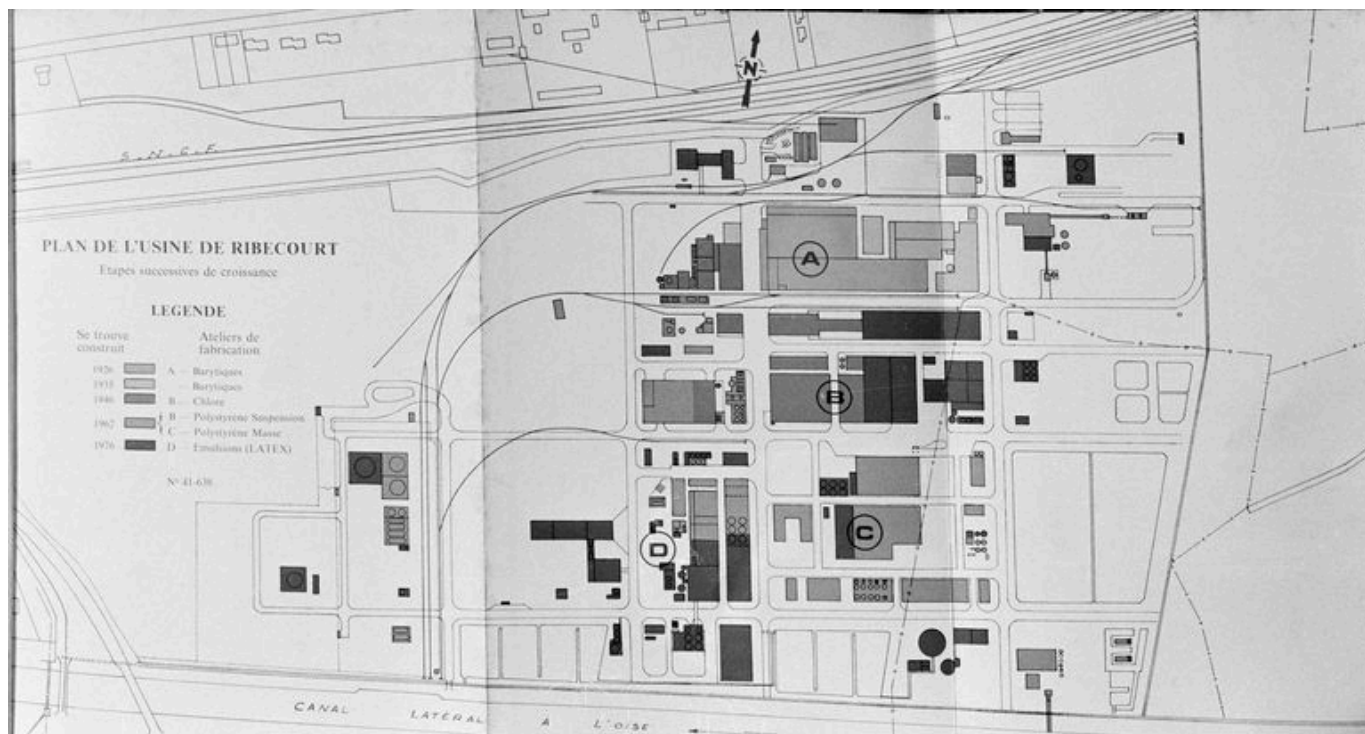 N
S.N.C.F.
PLAN DE L'USINE DE RIBECOURT
Etapes successives de croissance
LEGENDE
Se trouve construit
Ateliers de fabrication
1926 A — Barytiques
1935 — Barytiques
1946 B — Chlore
1962 B — Polystyrène Suspension
C — Polystyrène Masse
1976 D — Emulsions (LATEX)
N° 41-638
A
B
C
D
CANAL LATÉRAL A L'OISE